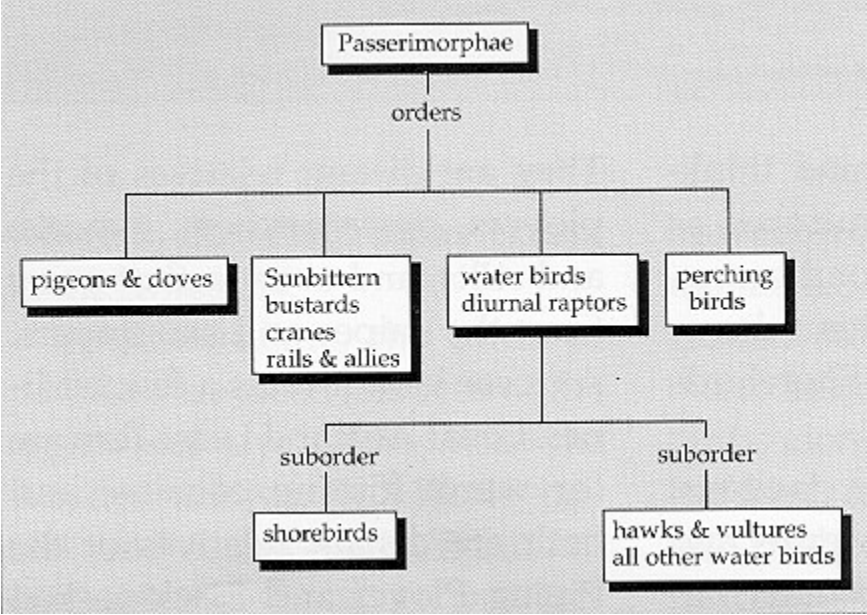 Passerimorphae
orders
pigeons & doves
Sunbittern
bustards
cranes
rails & allies
water birds
diurnal raptors
perching
birds
suborder
suborder
shorebirds
hawks & vultures
all other water birds